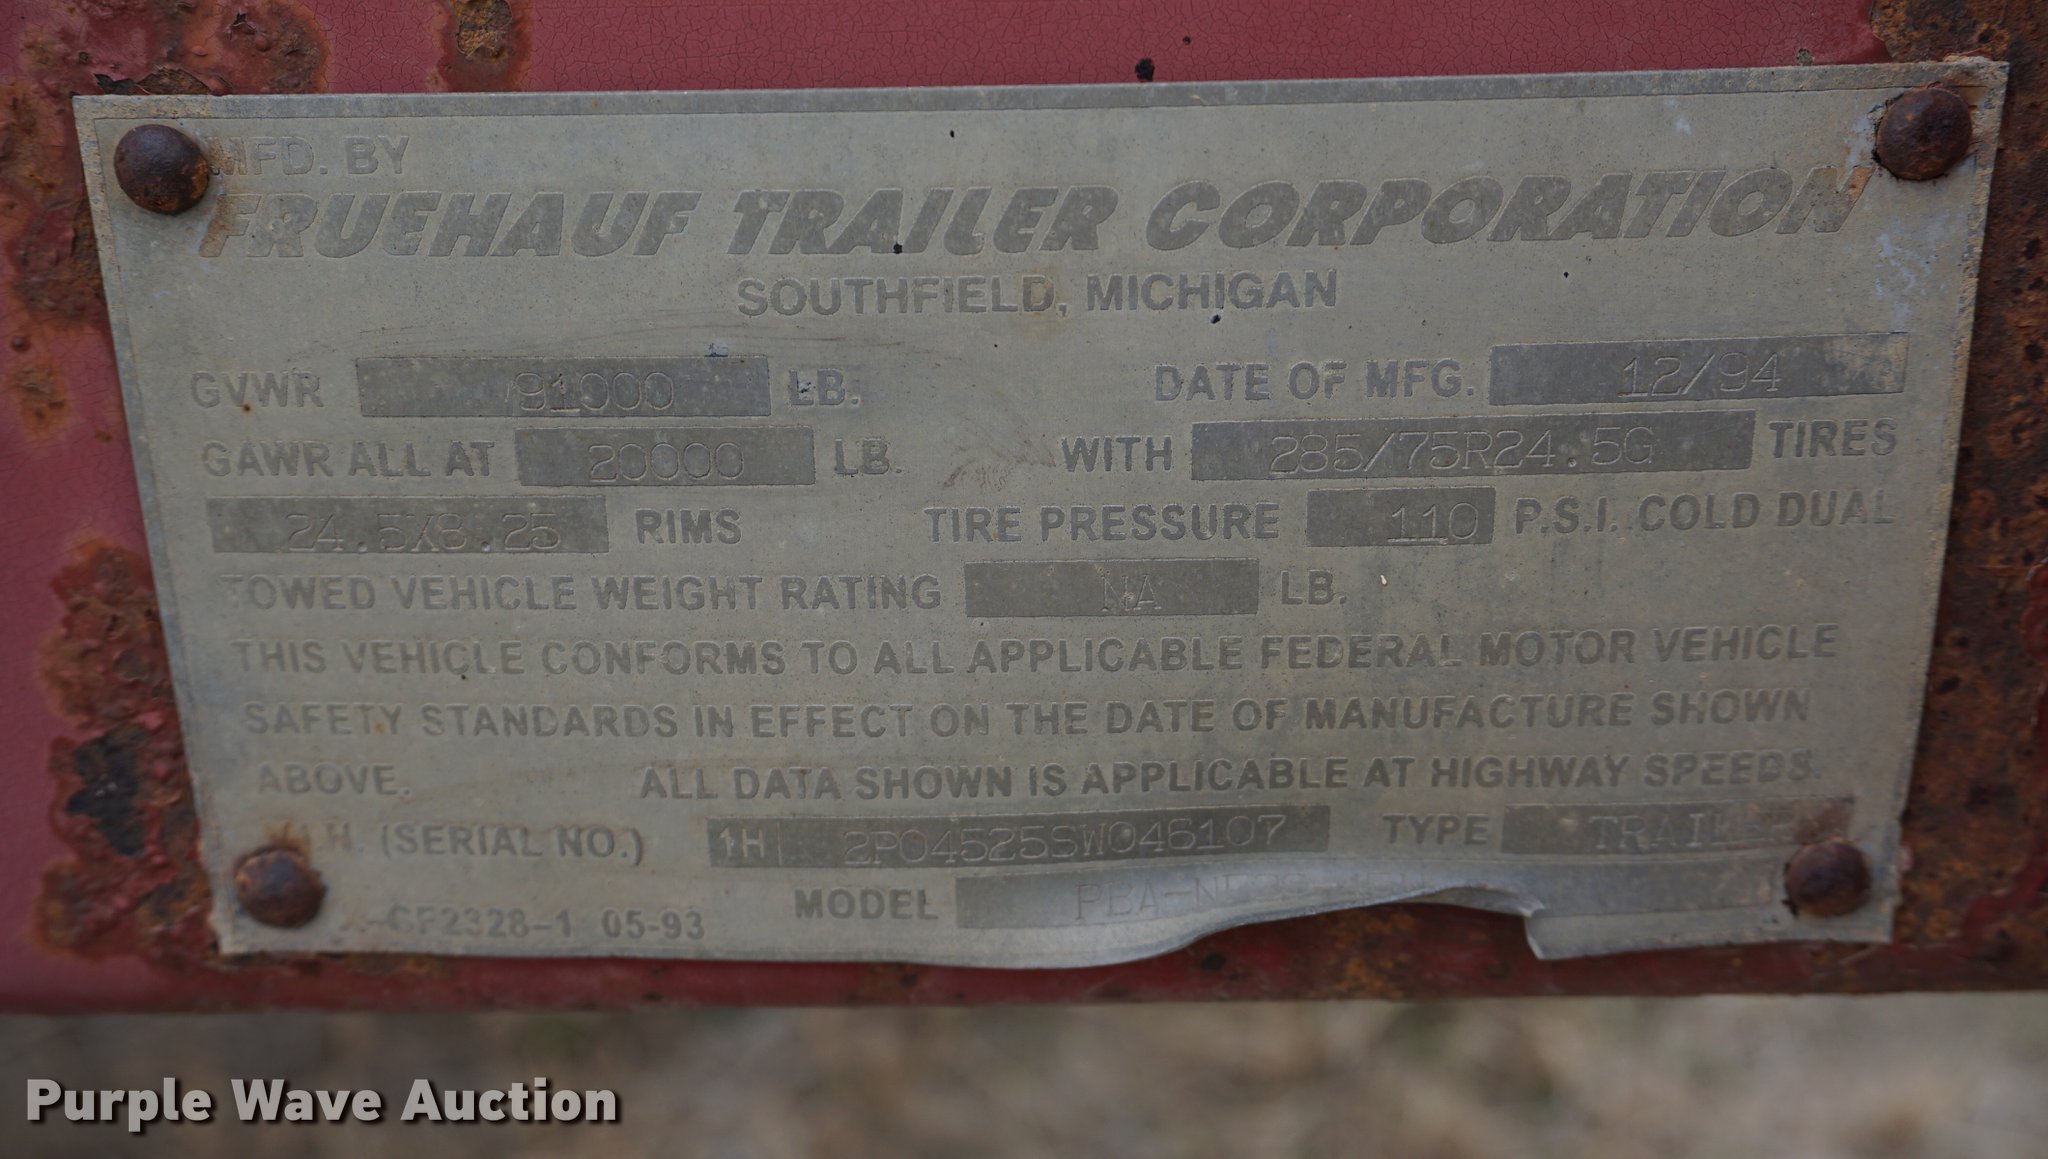 MFD. BY
FRUEHAUF TRAILER CORPORATION
SOUTHFIELD, MICHIGAN
GVWR 91000 LB. DATE OF MFG. 12/94
GAWR ALL AT 20000 LB. WITH 285/75R24.5G TIRES
24.5X8.25 RIMS TIRE PRESSURE 110 P.S.I. COLD DUAL
TOWED VEHICLE WEIGHT RATING NA LB.
THIS VEHICLE CONFORMS TO ALL APPLICABLE FEDERAL MOTOR VEHICLE
SAFETY STANDARDS IN EFFECT ON THE DATE OF MANUFACTURE SHOWN
ABOVE. ALL DATA SHOWN IS APPLICABLE AT HIGHWAY SPEEDS.
(SERIAL NO.) 1H 2P04525SW046107 TYPE TRAILER
05-93 MODEL
Purple Wave Auction